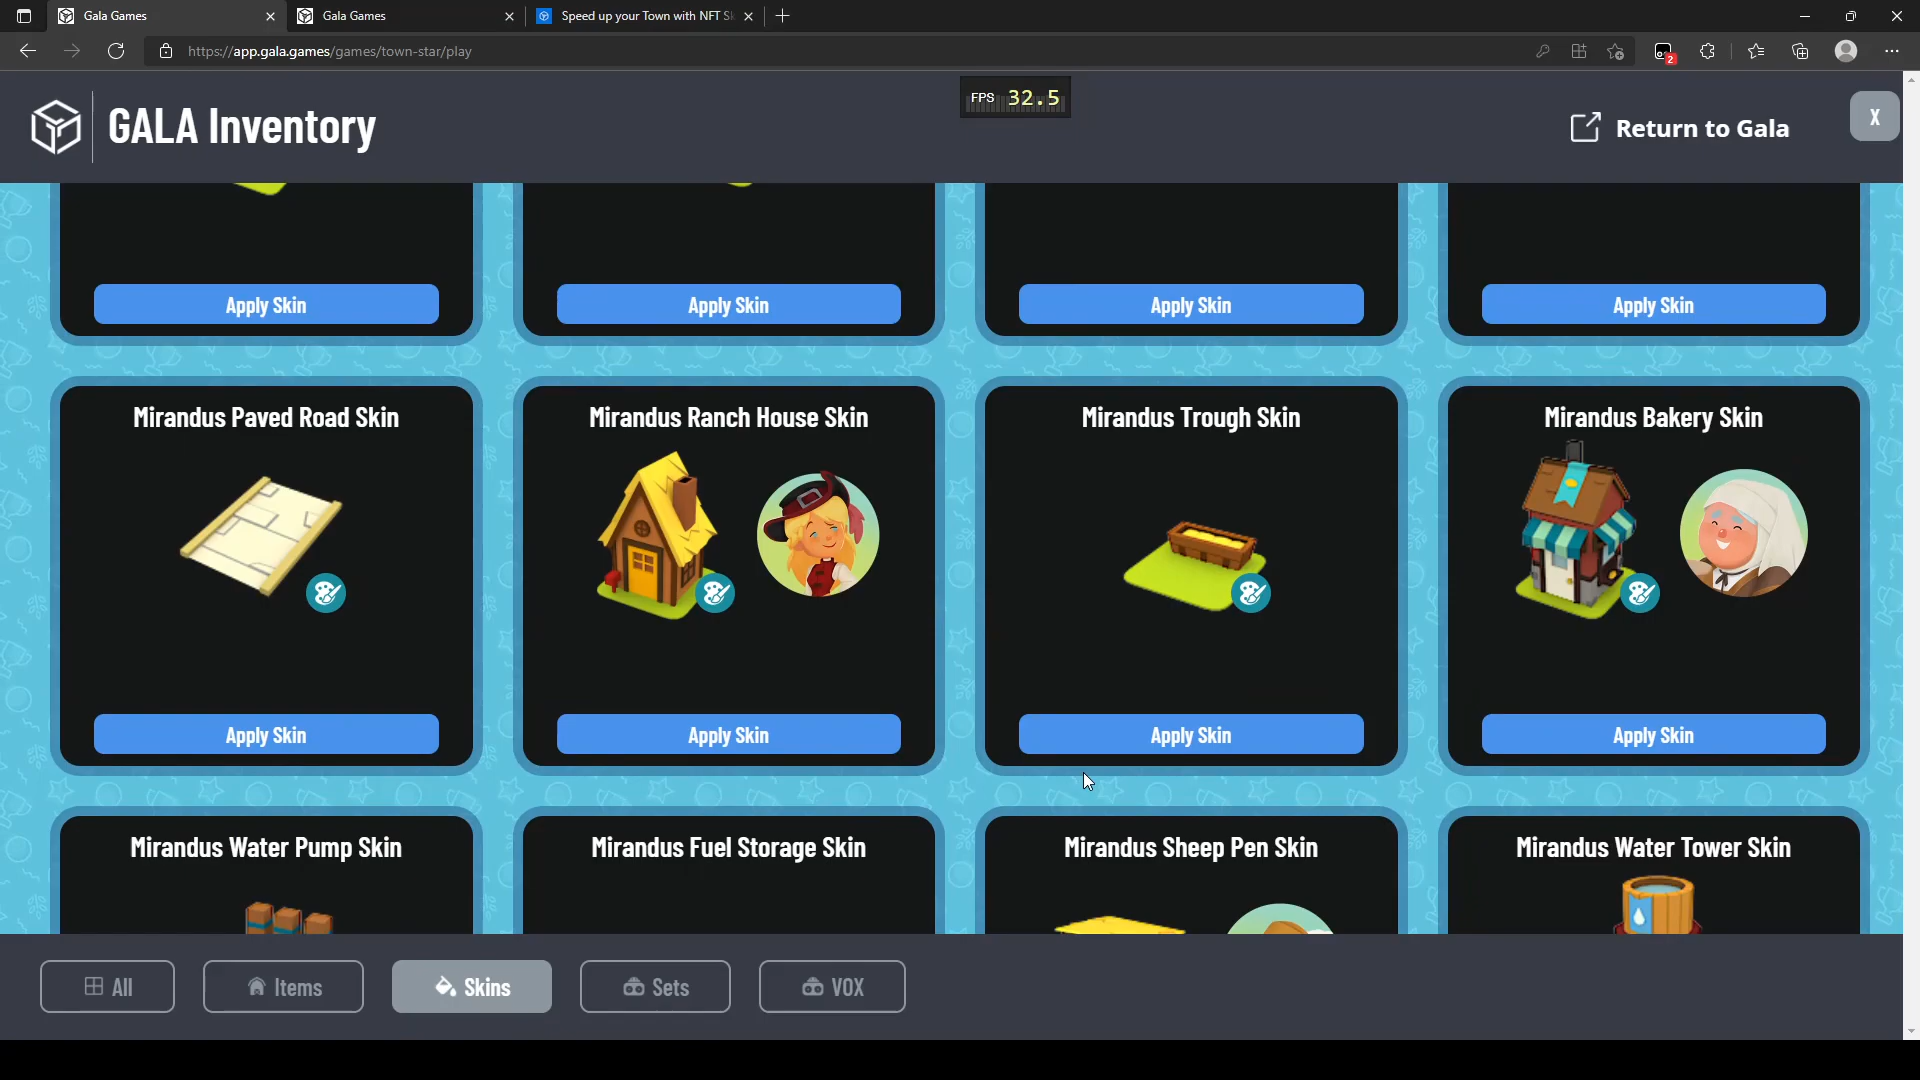 Gala Games
Gala Games
Speed up your Town with NFT Sk
https://app.gala.games/games/town-star/play
2
FPS 32.5
GALA Inventory
Return to Gala
X
Apply Skin
Apply Skin
Apply Skin
Apply Skin
Mirandus Paved Road Skin
Mirandus Ranch House Skin
Mirandus Trough Skin
Mirandus Bakery Skin
Apply Skin
Apply Skin
Apply Skin
Apply Skin
Mirandus Water Pump Skin
Mirandus Fuel Storage Skin
Mirandus Sheep Pen Skin
Mirandus Water Tower Skin
All
Items
Skins
Sets
VOX